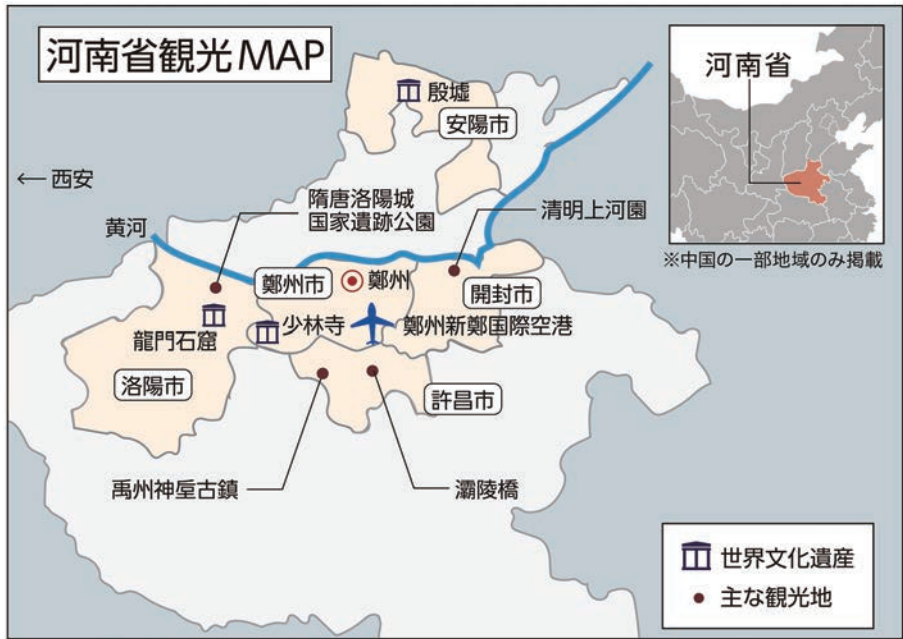 河南省観光MAP
殷墟
安陽市
河南省
※中国の一部地域のみ掲載
← 西安
隋唐洛陽城
国家遺跡公園
清明上河園
黄河
鄭州市
鄭州
開封市
龍門石窟
少林寺
鄭州新鄭国際空港
洛陽市
許昌市
禹州神垕古鎮
灞陵橋
世界文化遺産
主な観光地